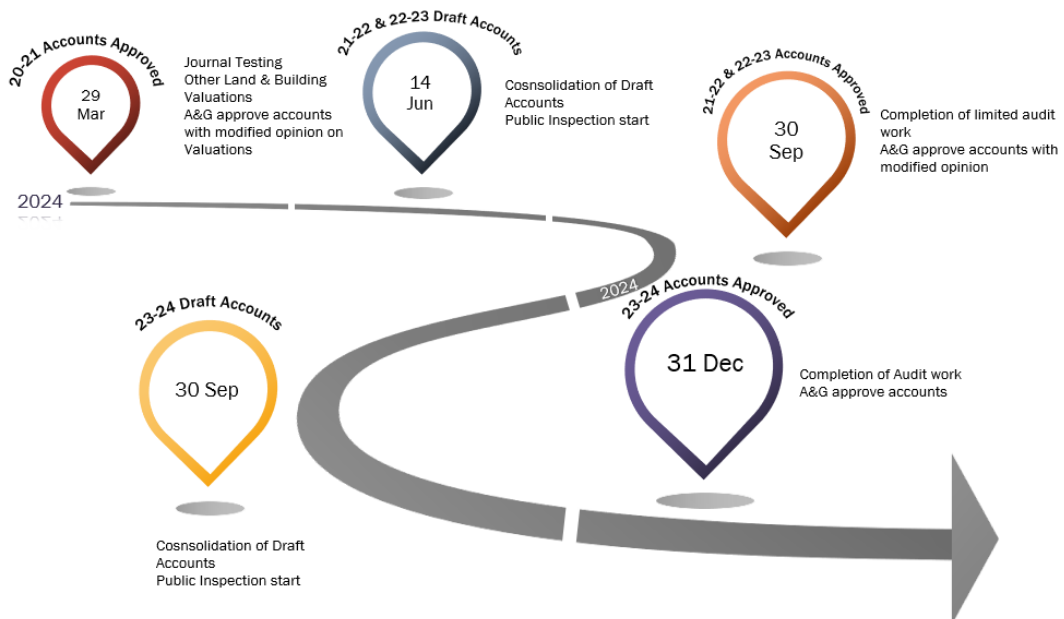 20-21 Accounts Approved
29
Mar
Journal Testing
Other Land & Building
Valuations
A&G approve accounts
with modified opinion on
Valuations
21-22 & 22-23 Draft Accounts
14
Jun
Cosnsolidation of Draft
Accounts
Public Inspection start
21-22 & 22-23 Accounts Approved
30
Sep
Completion of limited audit
work
A&G approve accounts with
modified opinion
2024
2024
23-24 Draft Accounts
30 Sep
Cosnsolidation of Draft
Accounts
Public Inspection start
23-24 Accounts Approved
31 Dec
Completion of Audit work
A&G approve accounts